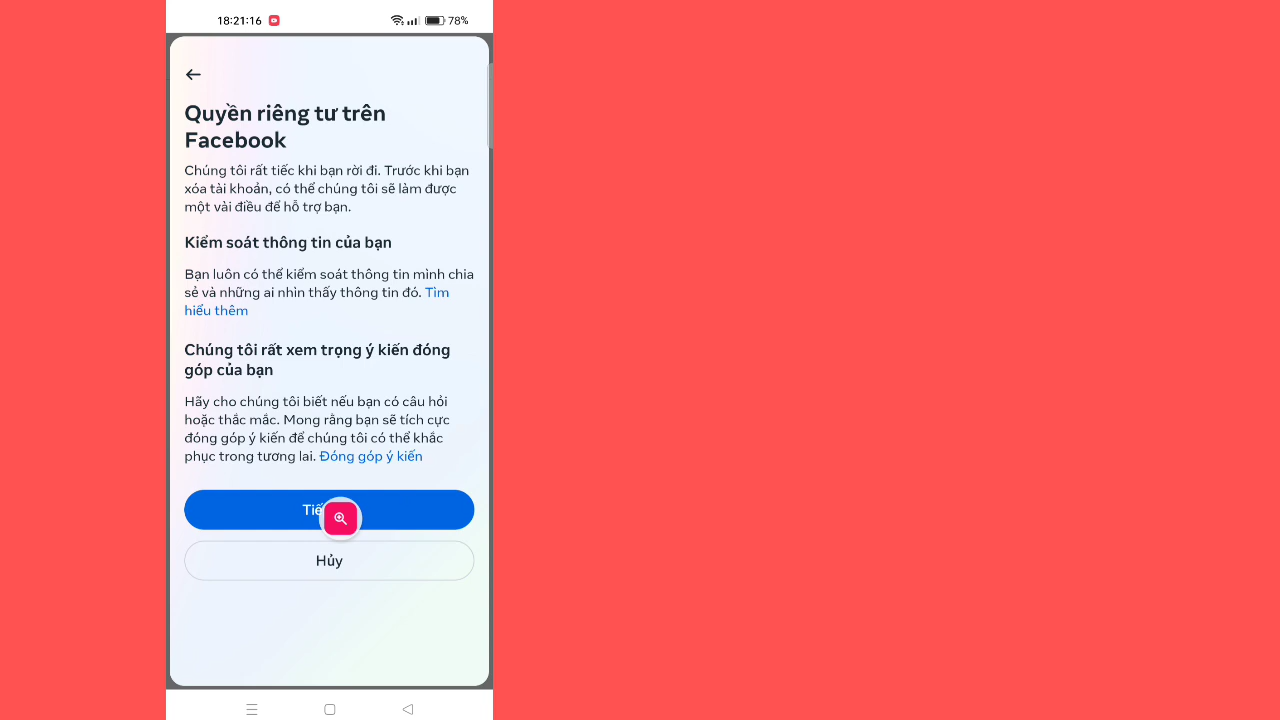 18:21:16
78%
Quyền riêng tư trên
Facebook
Chúng tôi rất tiếc khi bạn rời đi. Trước khi bạn
xóa tài khoản, có thể chúng tôi sẽ làm được
một vài điều để hỗ trợ bạn.
Kiểm soát thông tin của bạn
Bạn luôn có thể kiểm soát thông tin mình chia
sẻ và những ai nhìn thấy thông tin đó. Tìm
hiểu thêm
Chúng tôi rất xem trọng ý kiến đóng
góp của bạn
Hãy cho chúng tôi biết nếu bạn có câu hỏi
hoặc thắc mắc. Mong rằng bạn sẽ tích cực
đóng góp ý kiến để chúng tôi có thể khắc
phục trong tương lai. Đóng góp ý kiến
Hủy